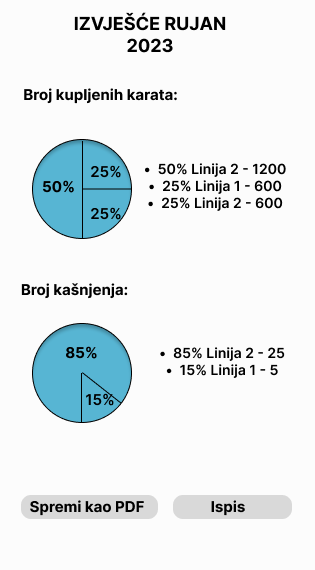 IZVJEŠĆE RUJAN
2023
Broj kupljenih karata:
50%
25%
25%
• 50% Linija 2 - 1200
• 25% Linija 1 - 600
• 25% Linija 2 - 600
Broj kašnjenja:
85%
15%
• 85% Linija 2 - 25
• 15% Linija 1 - 5
Spremi kao PDF
Ispis